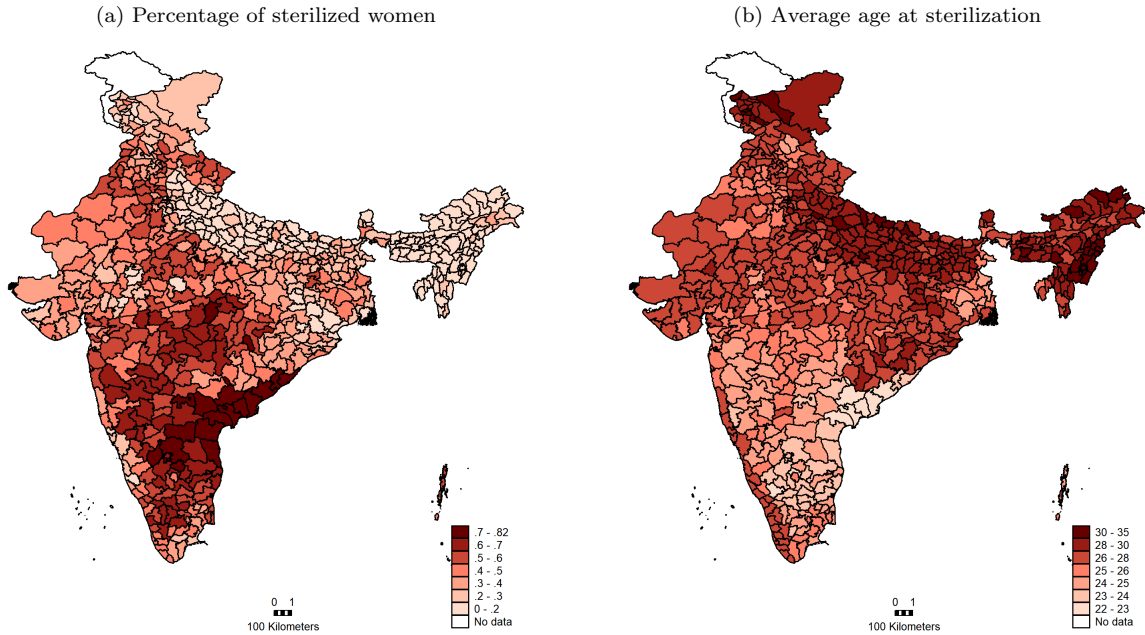 (a) Percentage of sterilized women
(b) Average age at sterilization
.7 - .82
.6 - .7
.5 - .6
.4 - .5
.3 - .4
.2 - .3
0 - .2
No data
0 1
100 Kilometers
30 - 35
28 - 30
26 - 28
25 - 26
24 - 25
23 - 24
22 - 23
No data
0 1
100 Kilometers